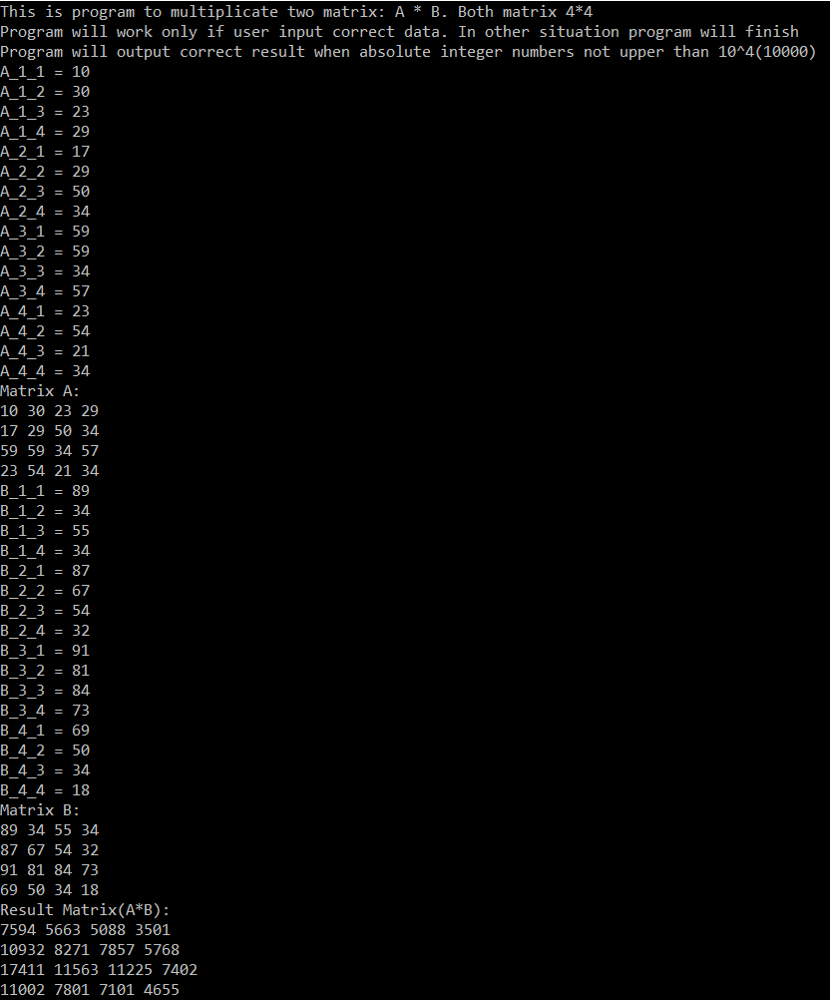 This is program to multiplicate two matrix: A * B. Both matrix 4*4
Program will work only if user input correct data. In other situation program will finish
Program will output correct result when absolute integer numbers not upper than 10^4(10000)
A_1_1 = 10
A_1_2 = 30
A_1_3 = 23
A_1_4 = 29
A_2_1 = 17
A_2_2 = 29
A_2_3 = 50
A_2_4 = 34
A_3_1 = 59
A_3_2 = 59
A_3_3 = 34
A_3_4 = 57
A_4_1 = 23
A_4_2 = 54
A_4_3 = 21
A_4_4 = 34
Matrix A:
10 30 23 29
17 29 50 34
59 59 34 57
23 54 21 34
B_1_1 = 89
B_1_2 = 34
B_1_3 = 55
B_1_4 = 34
B_2_1 = 87
B_2_2 = 67
B_2_3 = 54
B_2_4 = 32
B_3_1 = 91
B_3_2 = 81
B_3_3 = 84
B_3_4 = 73
B_4_1 = 69
B_4_2 = 50
B_4_3 = 34
B_4_4 = 18
Matrix B:
89 34 55 34
87 67 54 32
91 81 84 73
69 50 34 18
Result Matrix(A*B):
7594 5663 5088 3501
10932 8271 7857 5768
17411 11563 11225 7402
11002 7801 7101 4655